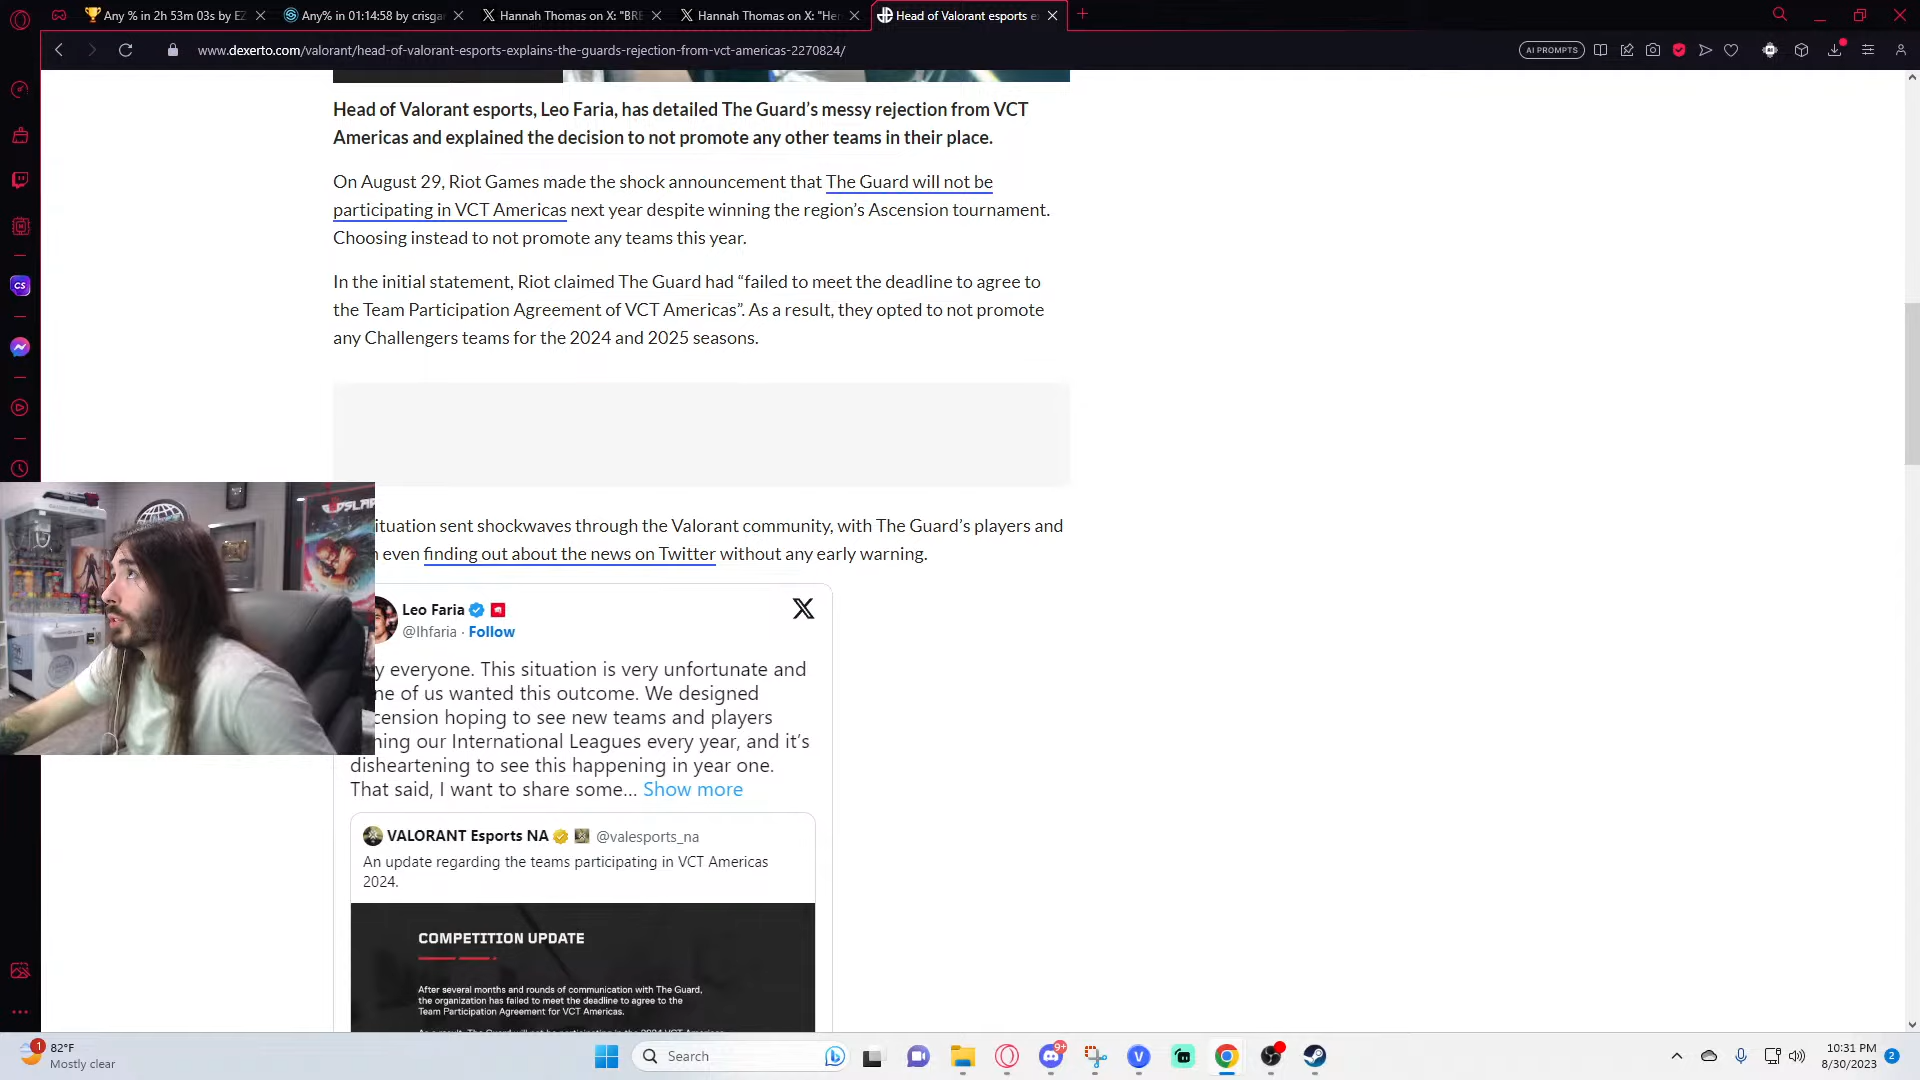 Any % in 2h 53m 03s by EZ
Any% in 01:14:58 by crisgar
Hannah Thomas on X: "BRE
Hannah Thomas on X: "Her
Head of Valorant esports e
www.dexerto.com/valorant/head-of-valorant-esports-explains-the-guards-rejection-from-vct-americas-2270824/
AI PROMPTS
Head of Valorant esports, Leo Faria, has detailed The Guard’s messy rejection from VCT
Americas and explained the decision to not promote any other teams in their place.
On August 29, Riot Games made the shock announcement that The Guard will not be
participating in VCT Americas next year despite winning the region’s Ascension tournament.
Choosing instead to not promote any teams this year.
In the initial statement, Riot claimed The Guard had “failed to meet the deadline to agree to
the Team Participation Agreement of VCT Americas”. As a result, they opted to not promote
any Challengers teams for the 2024 and 2025 seasons.
ituation sent shockwaves through the Valorant community, with The Guard’s players and
even finding out about the news on Twitter without any early warning.
Leo Faria
@lhfaria · Follow
y everyone. This situation is very unfortunate and
ne of us wanted this outcome. We designed
cension hoping to see new teams and players
ning our International Leagues every year, and it’s
disheartening to see this happening in year one.
That said, I want to share some… Show more
VALORANT Esports NA @valesports_na
An update regarding the teams participating in VCT Americas
2024.
COMPETITION UPDATE
After several months and rounds of communication with The Guard,
the organization has failed to meet the deadline to agree to the
Team Participation Agreement for VCT Americas.
CS
1
82°F
Mostly clear
Search
9+
10:31 PM
8/30/2023
2